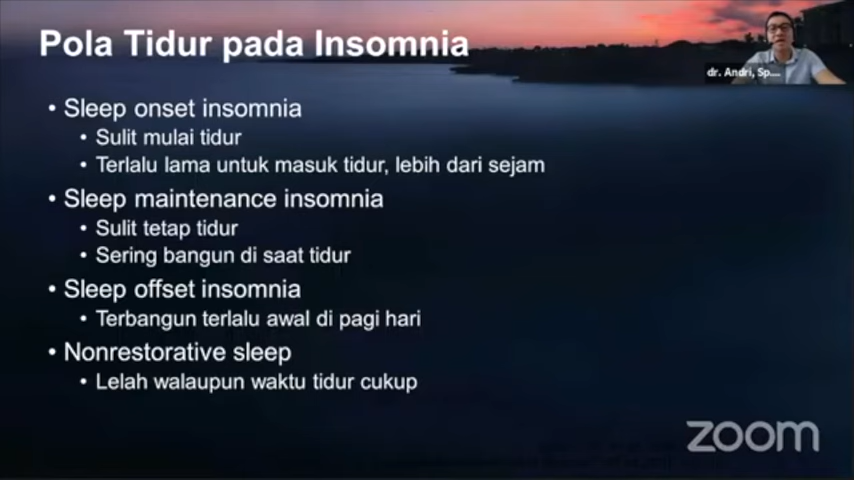 Pola Tidur pada Insomnia
dr. Andri, Sp....
• Sleep onset insomnia
• Sulit mulai tidur
• Terlalu lama untuk masuk tidur, lebih dari sejam
• Sleep maintenance insomnia
• Sulit tetap tidur
• Sering bangun di saat tidur
• Sleep offset insomnia
• Terbangun terlalu awal di pagi hari
• Nonrestorative sleep
• Lelah walaupun waktu tidur cukup
zoom